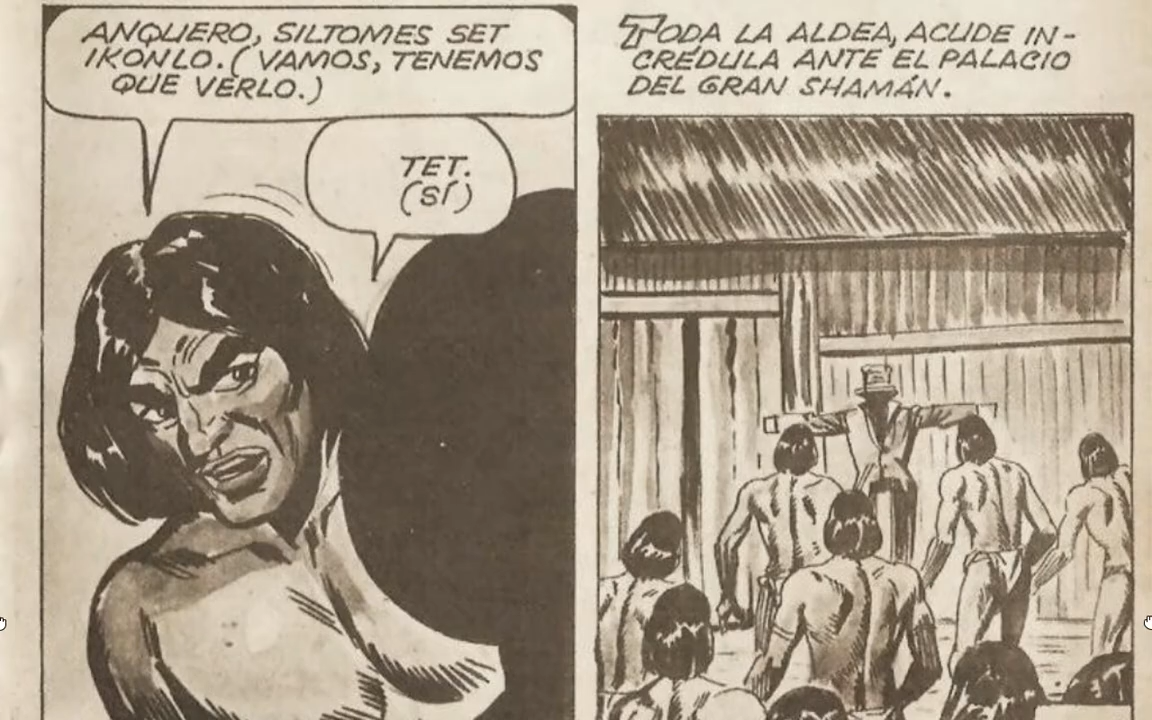 ANQUERO, SILTOMES SET
IKONLO. (VAMOS, TENEMOS
QUE VERLO.)
TET.
(SÍ)
TODA LA ALDEA, ACUDE IN-
CRÉDULA ANTE EL PALACIO
DEL GRAN SHAMÁN.